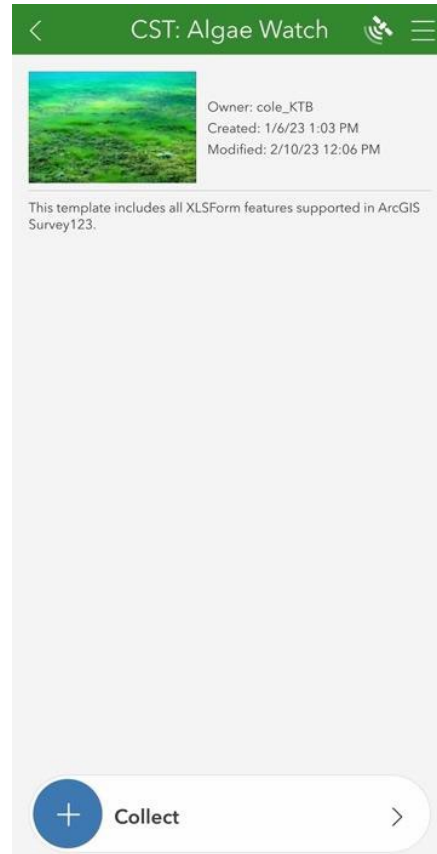 CST: Algae Watch
Owner: cole_KTB
Created: 1/6/23 1:03 PM
Modified: 2/10/23 12:06 PM
This template includes all XLSForm features supported in ArcGIS
Survey123.
Collect